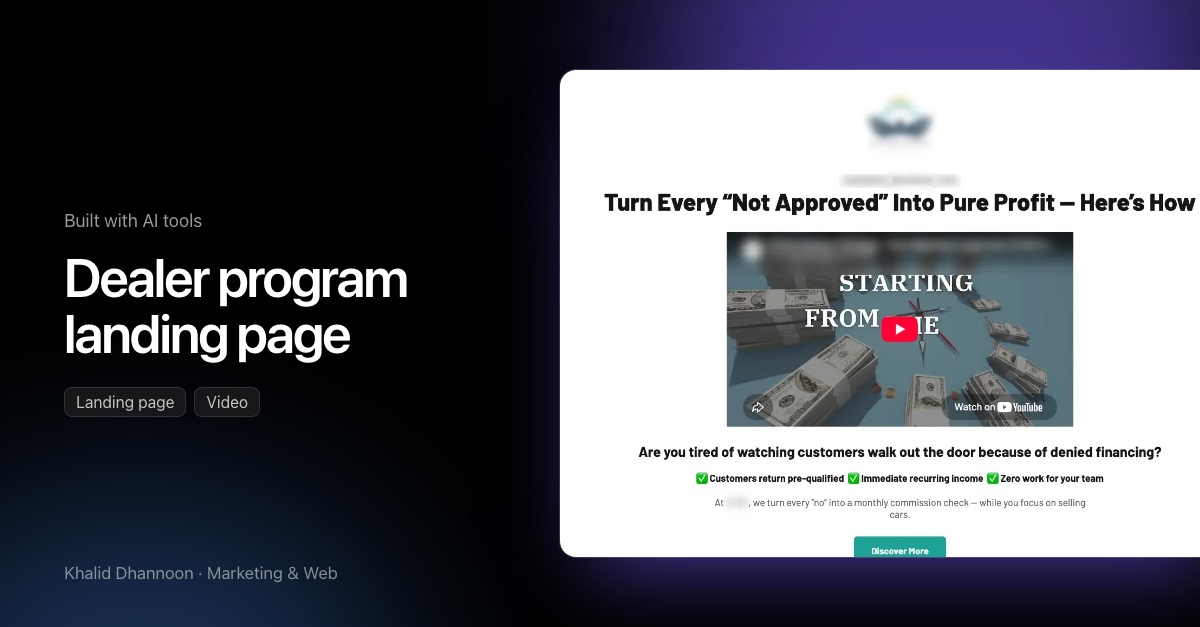 Built with AI tools
Dealer program
landing page
Landing page
Video
Khalid Dhannoon · Marketing & Web
Turn Every “Not Approved” Into Pure Profit — Here’s How
STARTING
FROM
Watch on YouTube
Are you tired of watching customers walk out the door because of denied financing?
✅Customers return pre-qualified ✅Immediate recurring income ✅Zero work for your team
At , we turn every “no” into a monthly commission check — while you focus on selling
cars.
Discover More